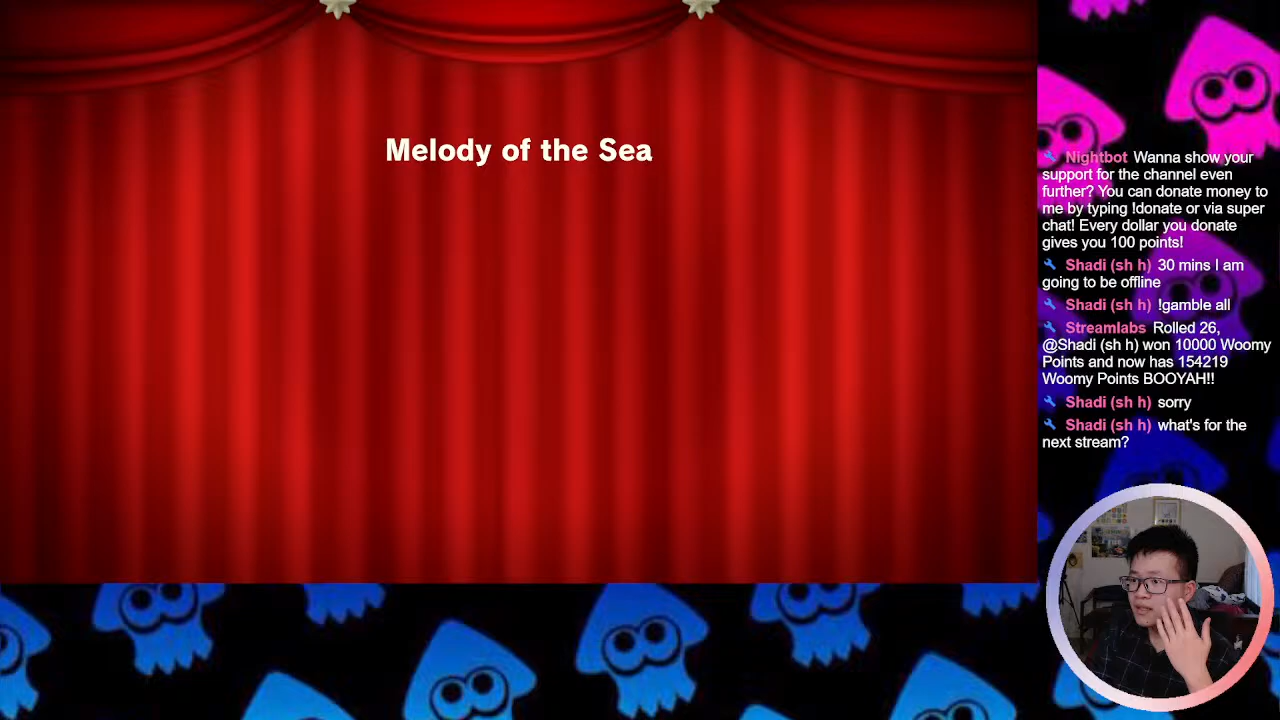 Melody of the Sea
Nightbot Wanna show your
support for the channel even
further? You can donate money to
me by typing !donate or via super
chat! Every dollar you donate
gives you 100 points!
Shadi (sh h) 30 mins I am
going to be offline
Shadi (sh h) !gamble all
Streamlabs Rolled 26,
@Shadi (sh h) won 10000 Woomy
Points and now has 154219
Woomy Points BOOYAH!!
Shadi (sh h) sorry
Shadi (sh h) what's for the
next stream?